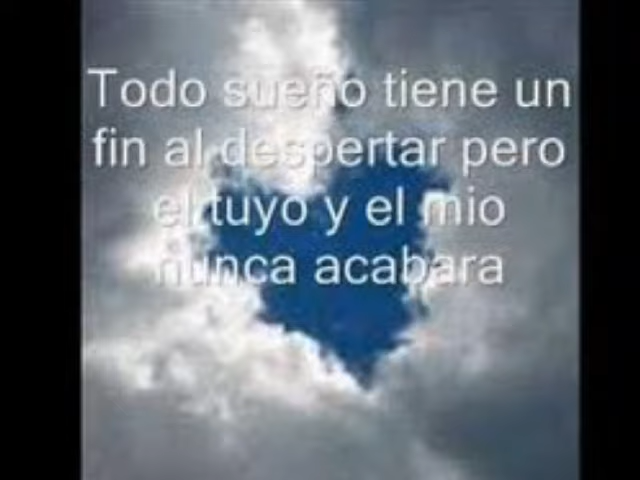 Todo sueño tiene un
fin al despertar pero
el tuyo y el mio
nunca acabara